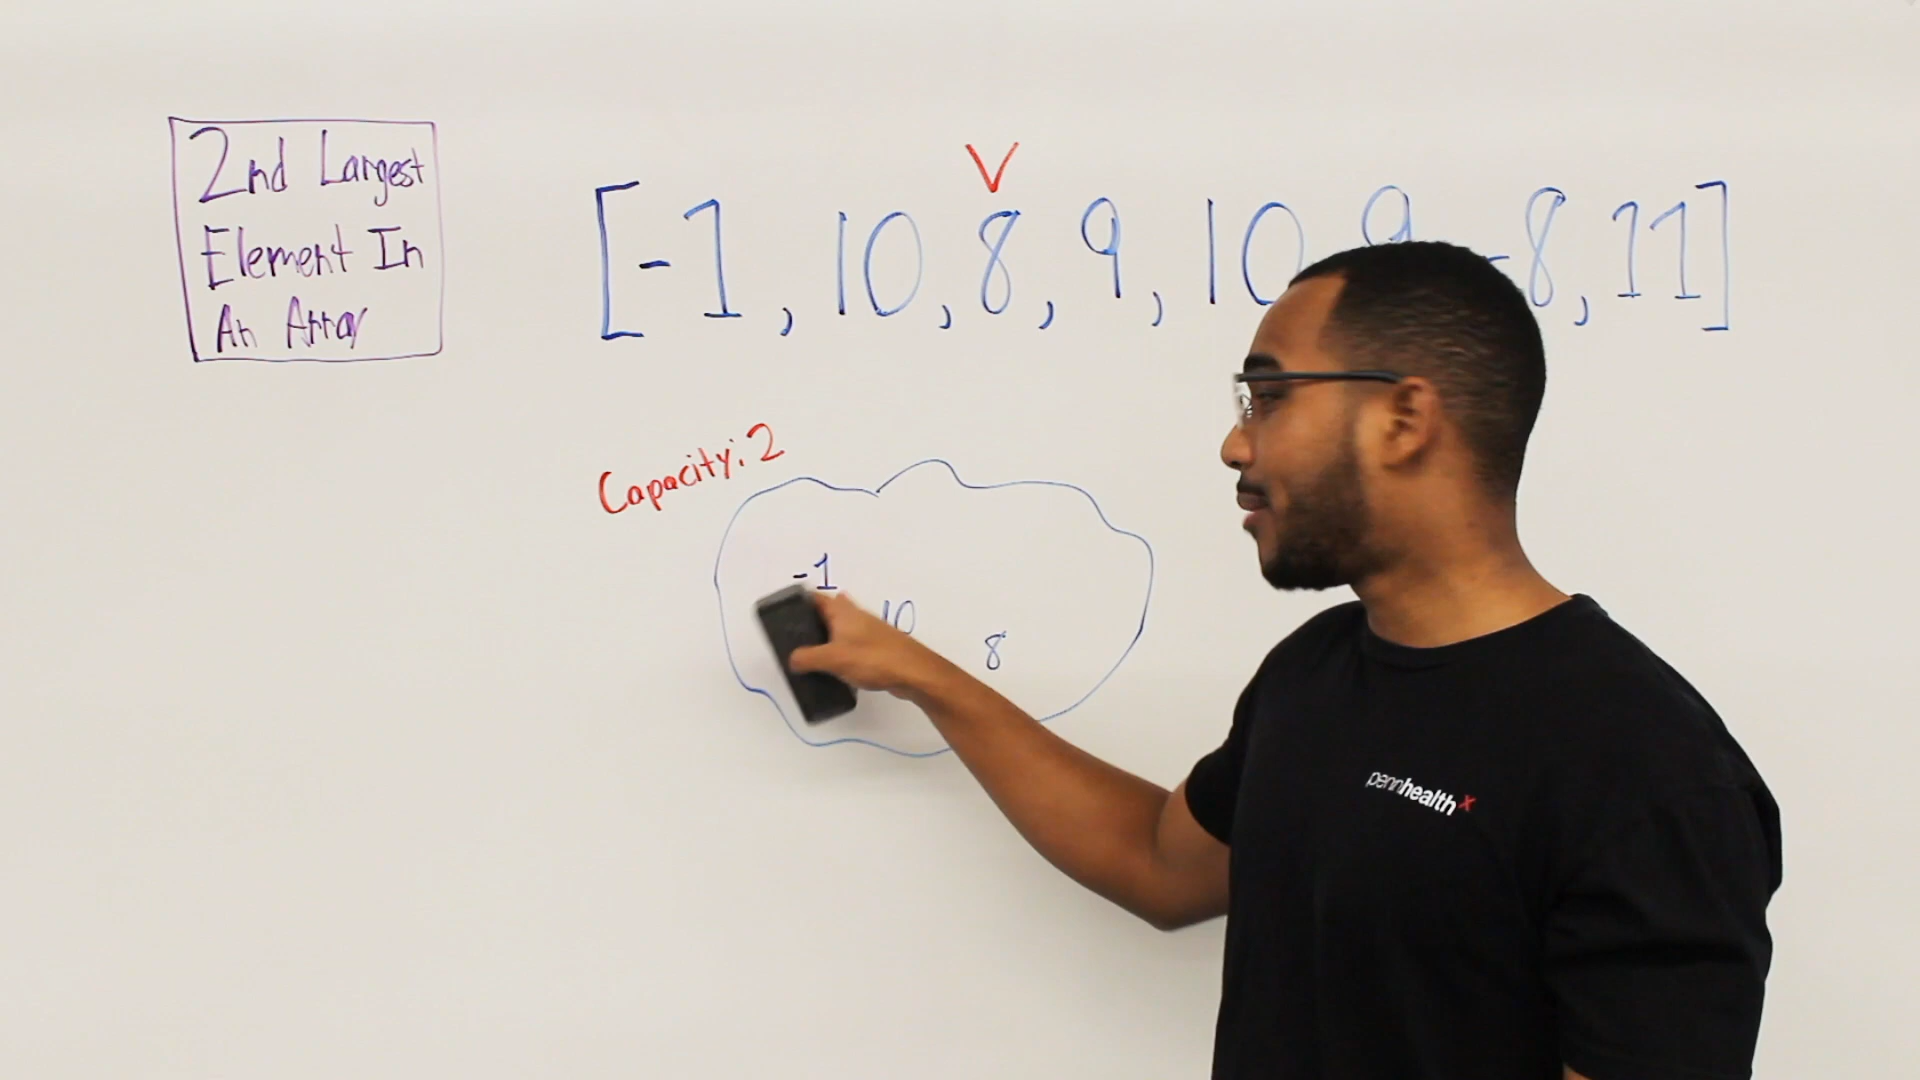 2nd Largest
Element In
An Array
V
[-1, 10, 8, 9, 10, 9, -8, 11]
Capacity: 2
-1
10
8
pennhealthx